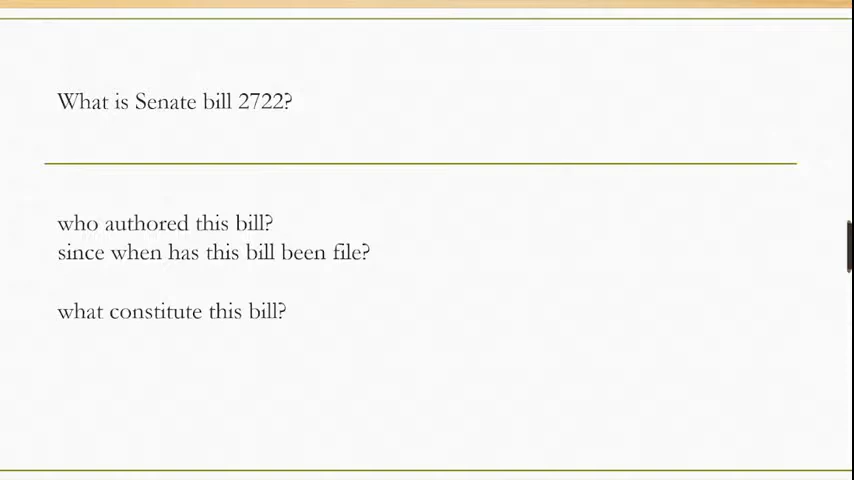 What is Senate bill 2722?
who authored this bill?
since when has this bill been file?
what constitute this bill?